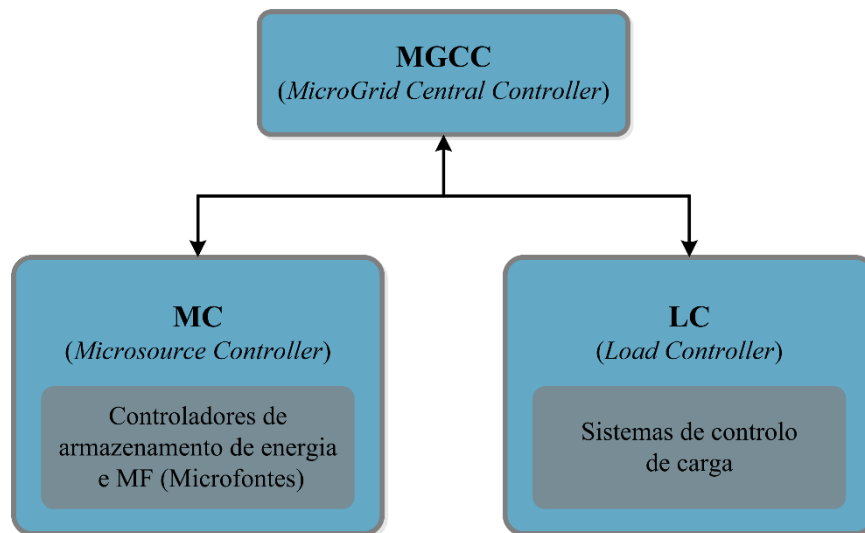 MGCC
(MicroGrid Central Controller)
MC
(Microsource Controller)
Controladores de
armazenamento de energia
e MF (Microfontes)
LC
(Load Controller)
Sistemas de controlo
de carga